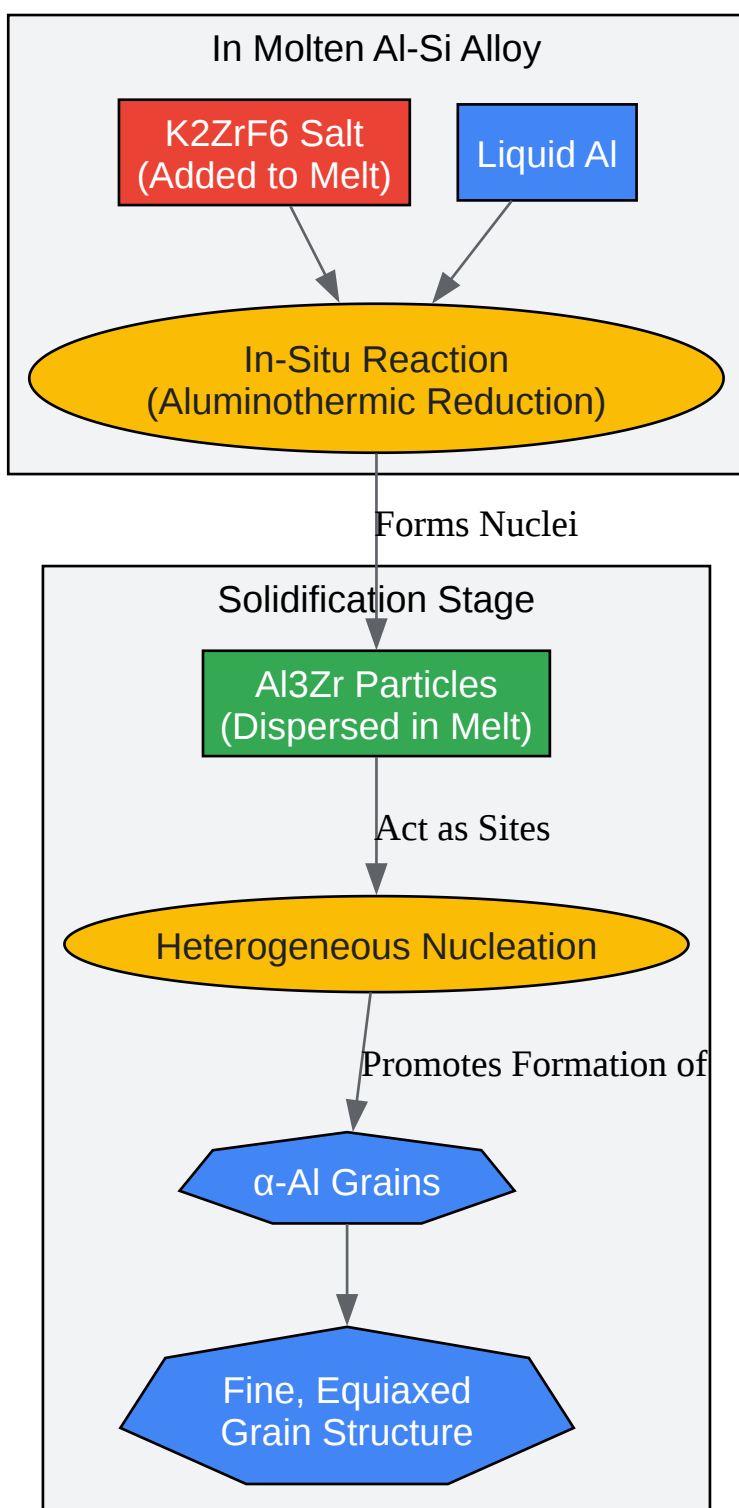 In Molten Al-Si Alloy
K2ZrF6 Salt
(Added to Melt)
Liquid Al
In-Situ Reaction
(Aluminothermic Reduction)
Forms Nuclei
Solidification Stage
Al3Zr Particles
(Dispersed in Melt)
Act as Sites
Heterogeneous Nucleation
Promotes Formation of
α-Al Grains
Fine, Equiaxed
Grain Structure